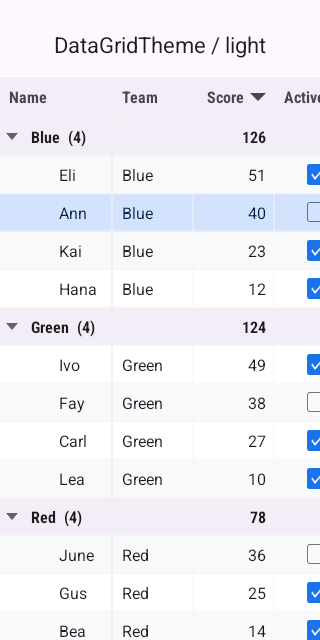 DataGridTheme / light
Name Team Score Active
Blue (4) 126
Eli Blue 51
Ann Blue 40
Kai Blue 23
Hana Blue 12
Green (4) 124
Ivo Green 49
Fay Green 38
Carl Green 27
Lea Green 10
Red (4) 78
June Red 36
Gus Red 25
Bea Red 14